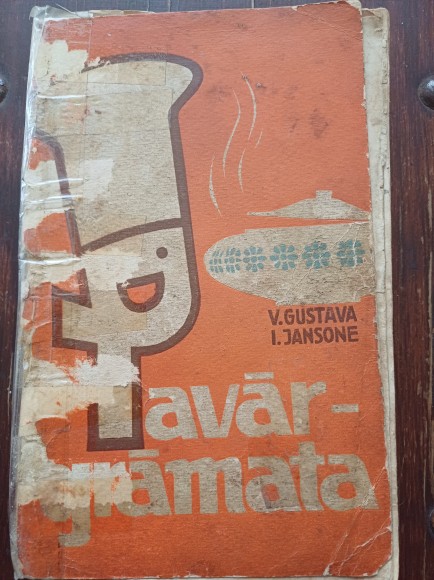 V. GUSTAVA
I. JANSONE
Pavār-
grāmata